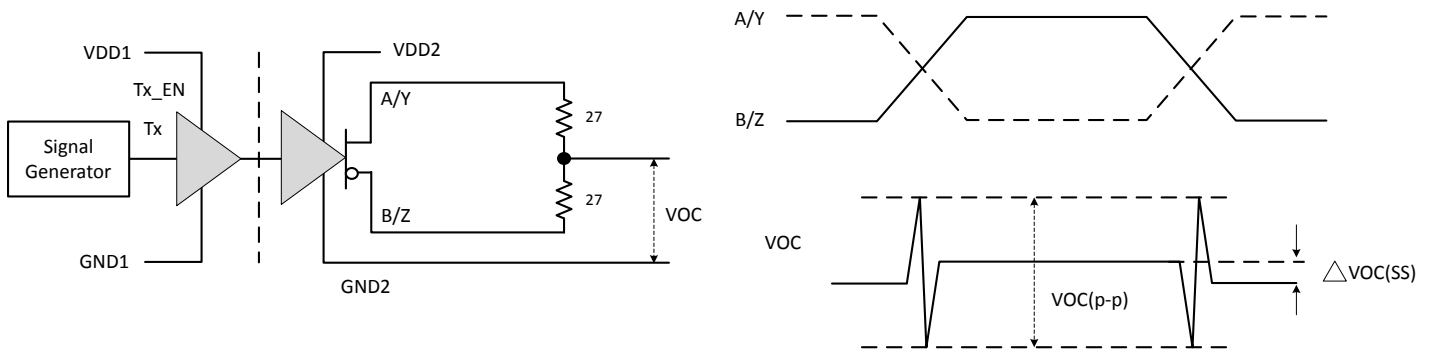 VDD1
Tx_EN
Tx
Signal
Generator
GND1
VDD2
A/Y
27
27
B/Z
VOC
GND2
A/Y
B/Z
VOC
VOC(p-p)
△VOC(SS)